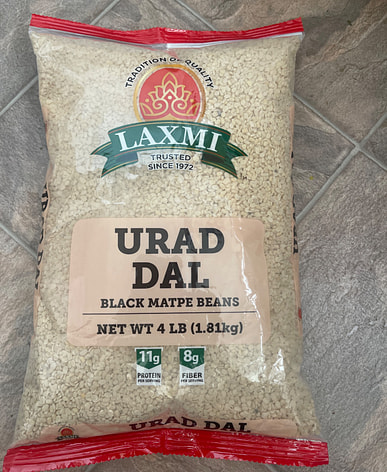 TRADITION OF QUALITY
LAXMI
TRUSTED
SINCE 1972
URAD
DAL
BLACK MATPE BEANS
NET WT 4 LB (1.81kg)
11g
PROTEIN
PER SERVING
8g
FIBER
PER SERVING
LAXMI
URAD DAL